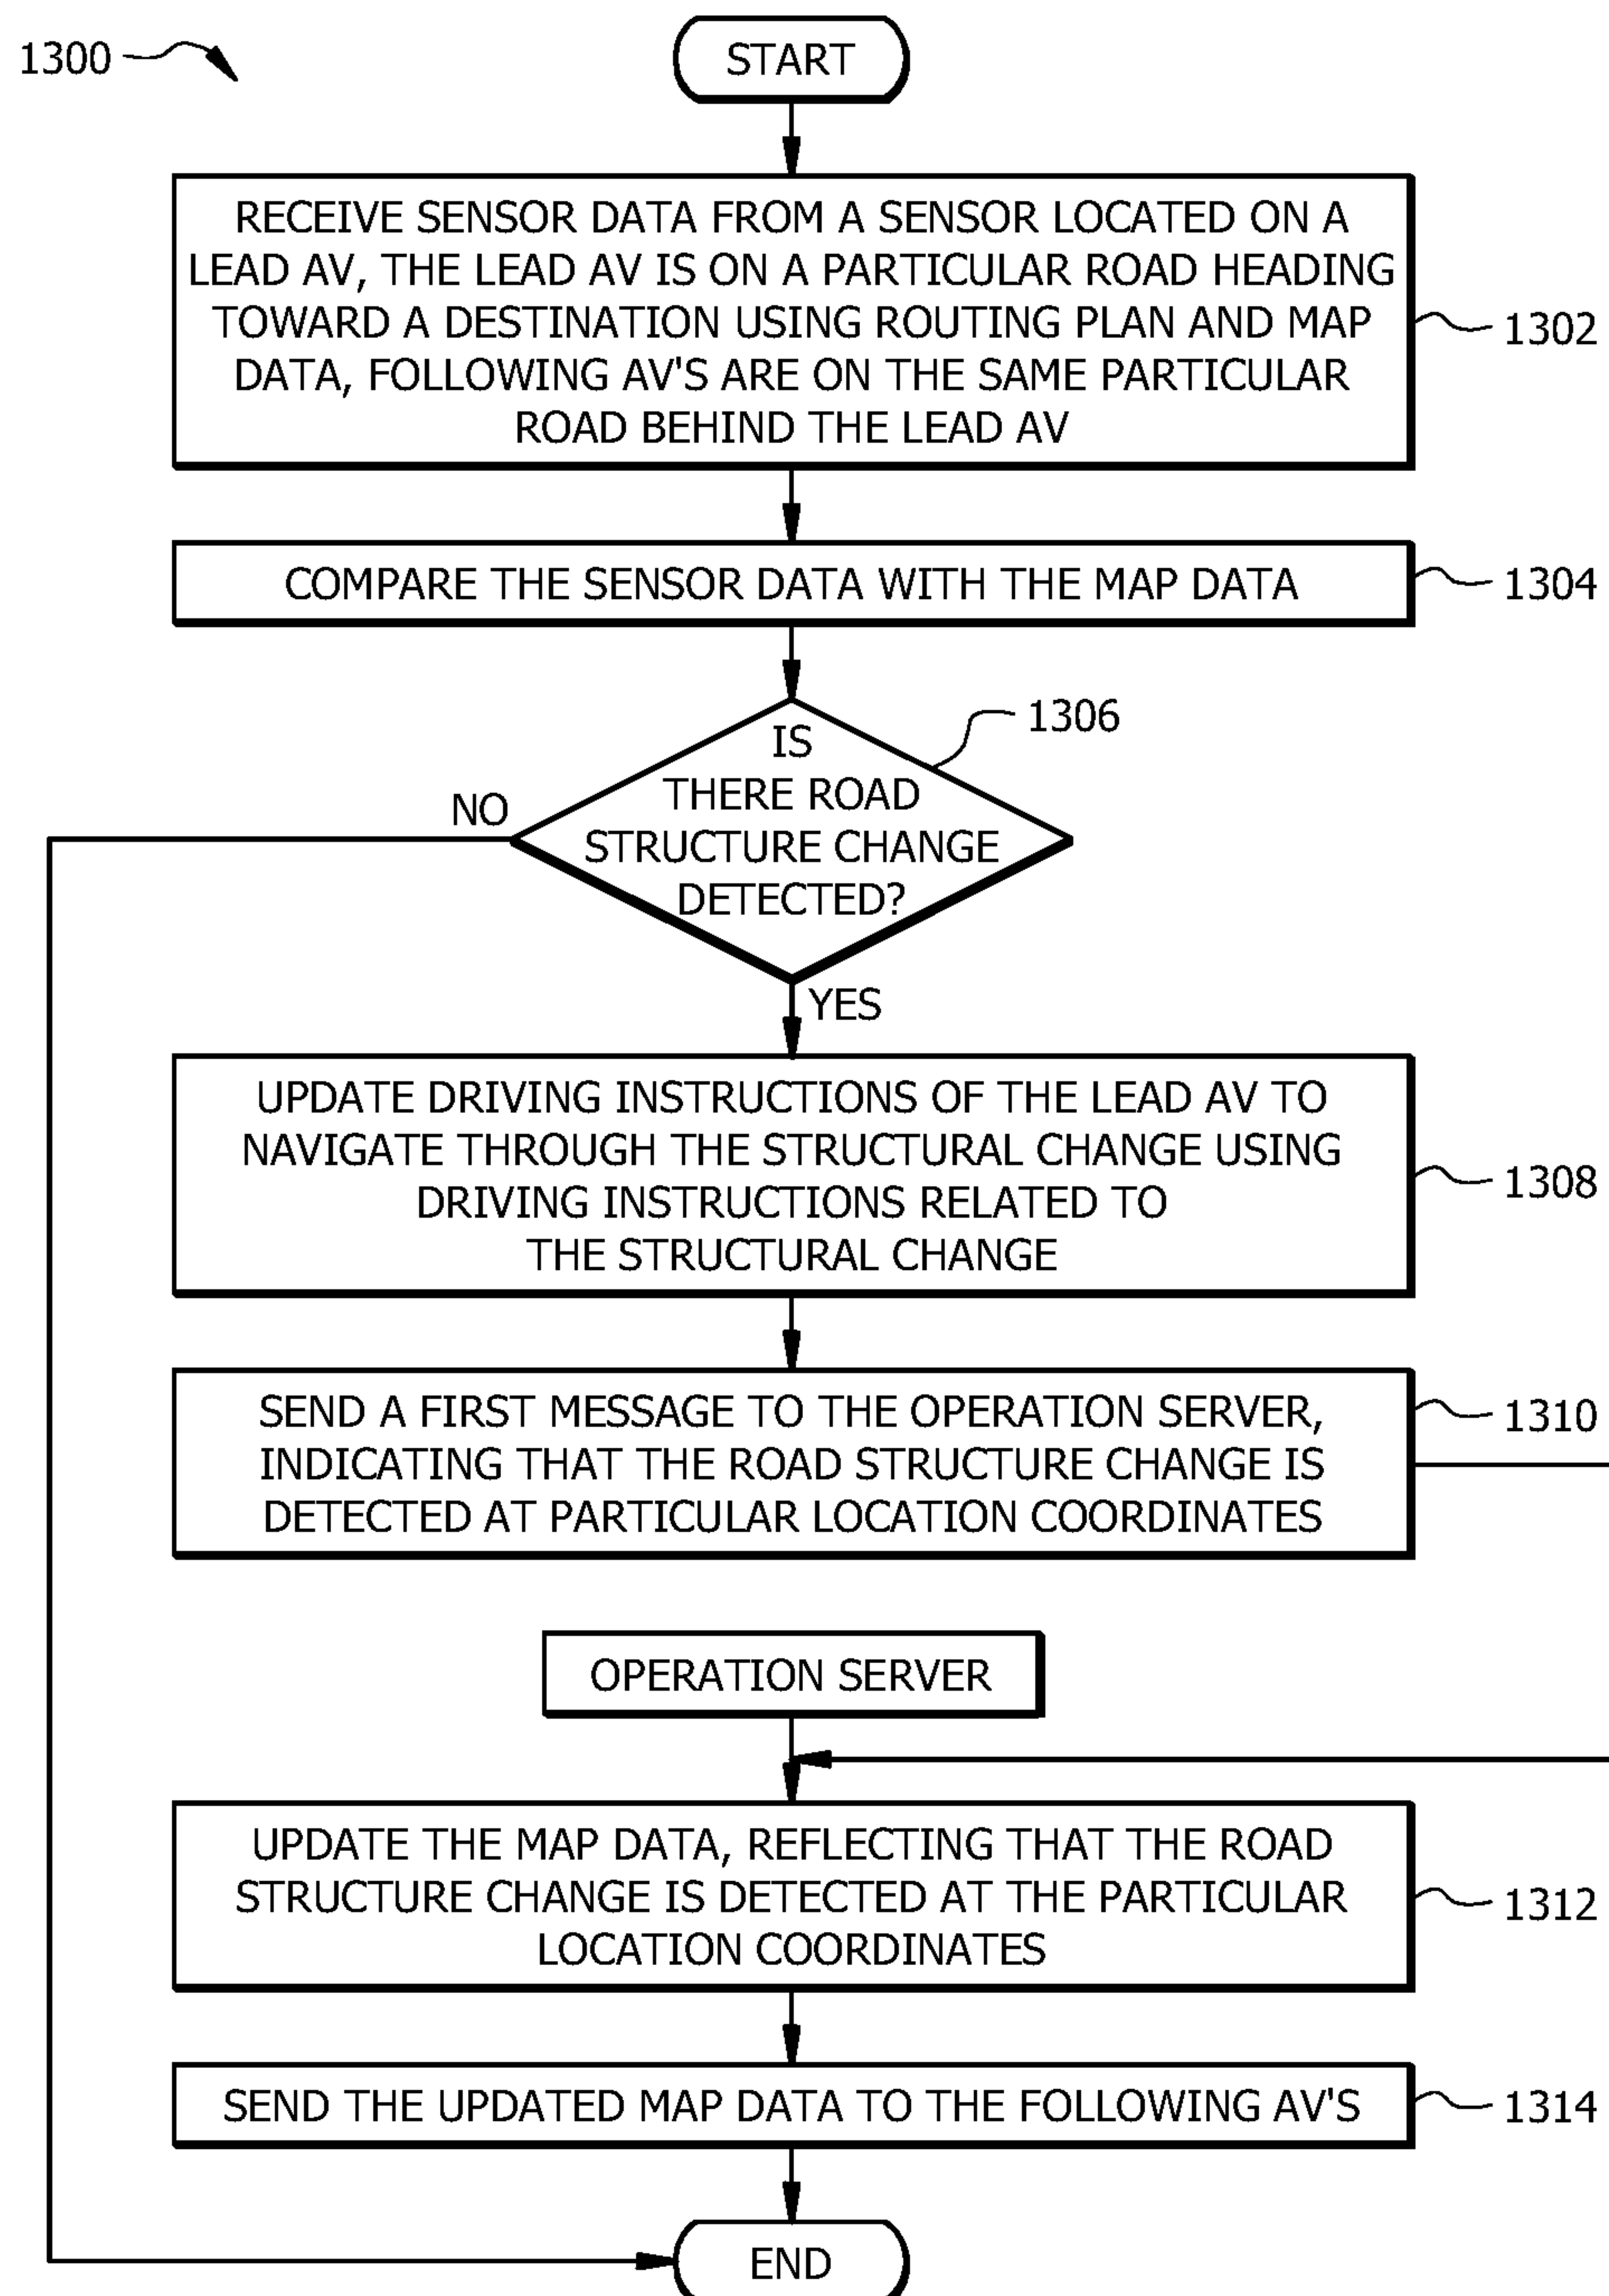 1300
START
RECEIVE SENSOR DATA FROM A SENSOR LOCATED ON A
LEAD AV, THE LEAD AV IS ON A PARTICULAR ROAD HEADING
TOWARD A DESTINATION USING ROUTING PLAN AND MAP
DATA, FOLLOWING AV'S ARE ON THE SAME PARTICULAR
ROAD BEHIND THE LEAD AV
1302
COMPARE THE SENSOR DATA WITH THE MAP DATA
1304
1306
IS
THERE ROAD
STRUCTURE CHANGE
DETECTED?
NO
YES
UPDATE DRIVING INSTRUCTIONS OF THE LEAD AV TO
NAVIGATE THROUGH THE STRUCTURAL CHANGE USING
DRIVING INSTRUCTIONS RELATED TO
THE STRUCTURAL CHANGE
1308
SEND A FIRST MESSAGE TO THE OPERATION SERVER,
INDICATING THAT THE ROAD STRUCTURE CHANGE IS
DETECTED AT PARTICULAR LOCATION COORDINATES
1310
OPERATION SERVER
UPDATE THE MAP DATA, REFLECTING THAT THE ROAD
STRUCTURE CHANGE IS DETECTED AT THE PARTICULAR
LOCATION COORDINATES
1312
SEND THE UPDATED MAP DATA TO THE FOLLOWING AV'S
1314
END